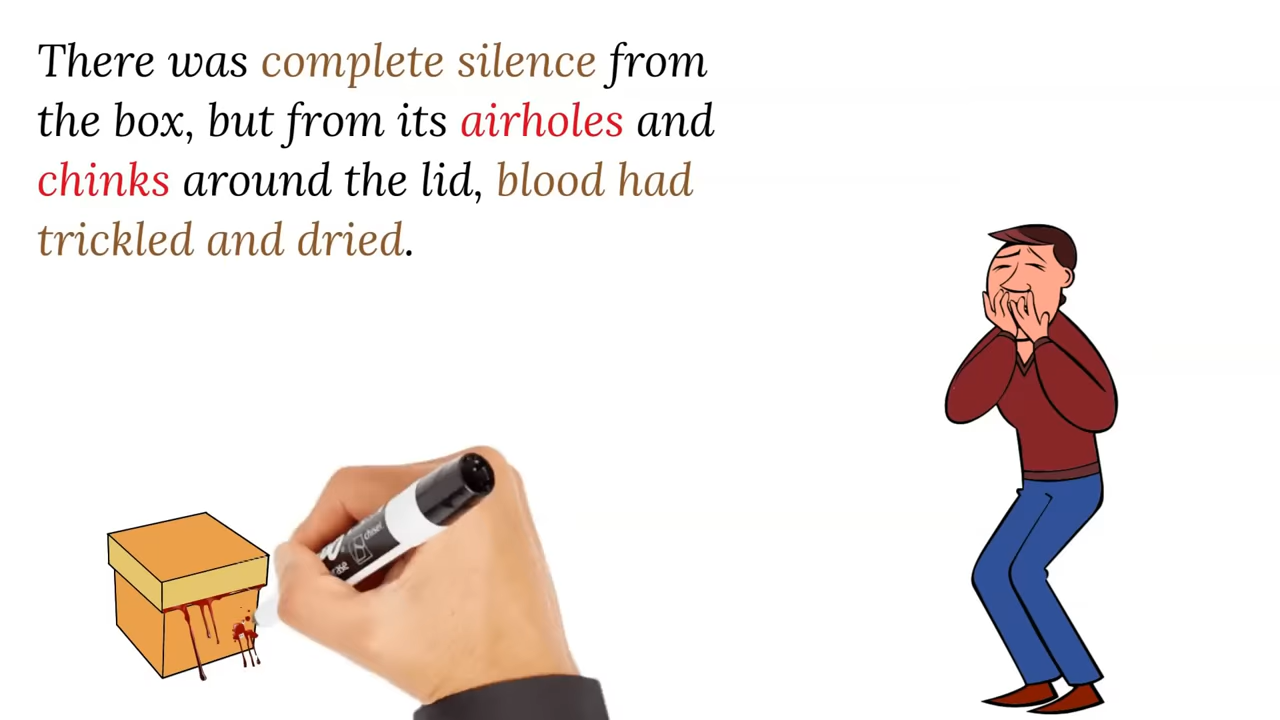 There was complete silence from
the box, but from its airholes and
chinks around the lid, blood had
trickled and dried.
chisel